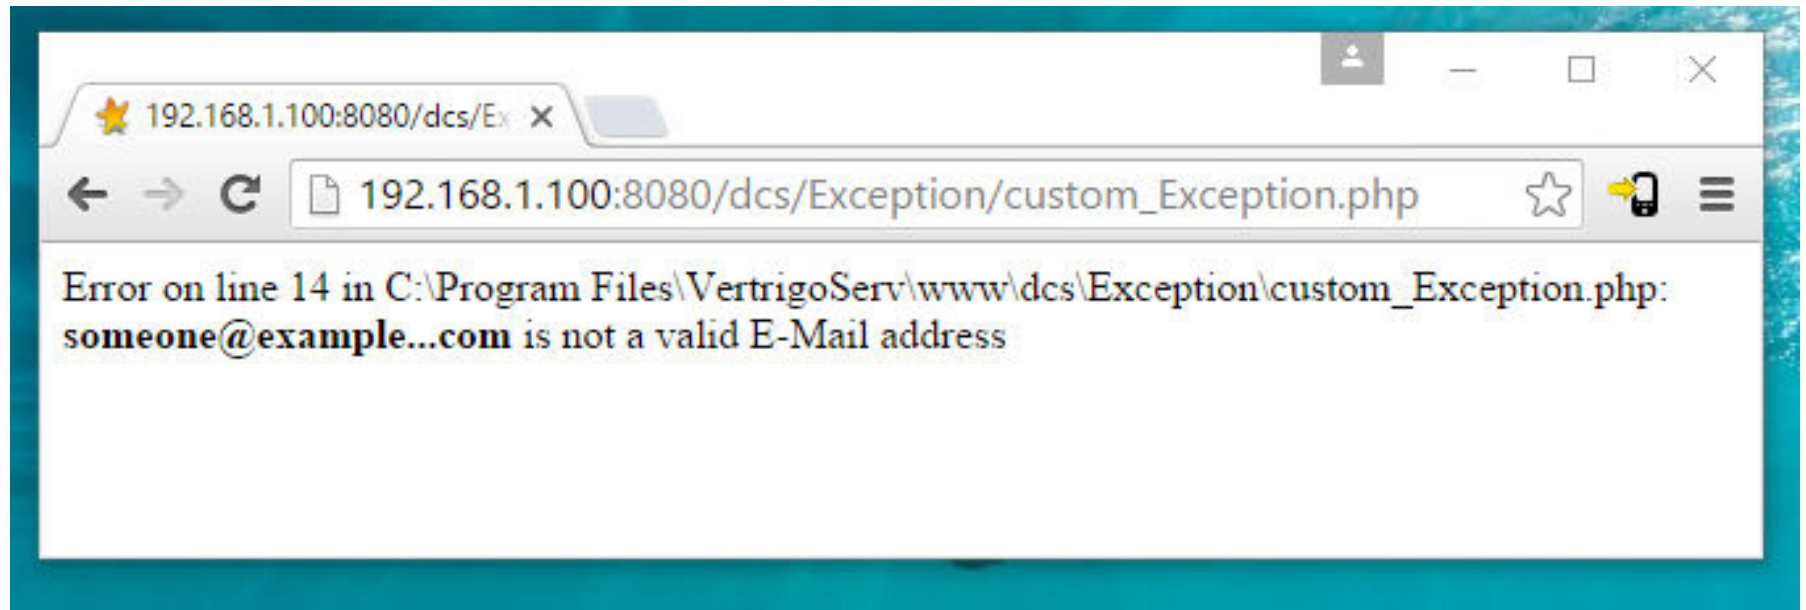 192.168.1.100:8080/dcs/Ex
192.168.1.100:8080/dcs/Exception/custom_Exception.php
Error on line 14 in C:\Program Files\VertrigoServ\www\dcs\Exception\custom_Exception.php:
someone@example...com is not a valid E-Mail address